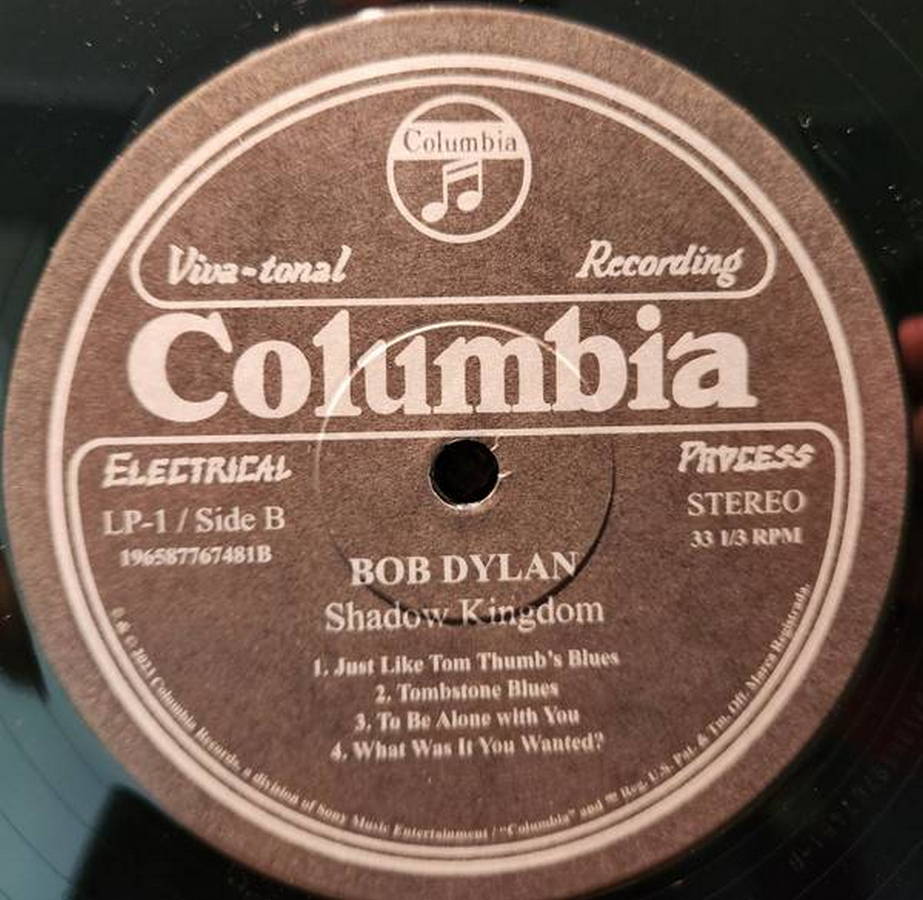 Columbia
Viva-tonal Recording
Columbia
ELECTRICAL PROCESS
LP-1 / Side B STEREO
196587767481B 33 1/3 RPM
BOB DYLAN
Shadow Kingdom
1. Just Like Tom Thumb's Blues
2. Tombstone Blues
3. To Be Alone with You
4. What Was It You Wanted?
& © 2023 Columbia Records, a division of Sony Music Entertainment / "Columbia" and Reg. U.S. Pat. & Tm. Off. Marca Registrada.